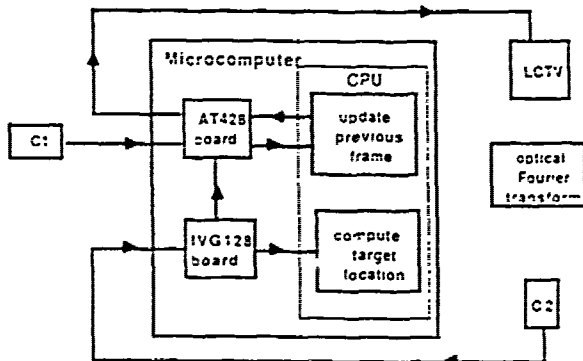 Microcomputer
CPU
LCTV
C1
AT428
board
update
previous
frame
optical
Fourier
transform
IVG128
board
compute
target
location
C2